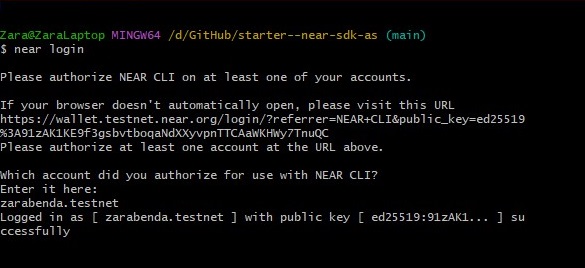 Zara@ZaraLaptop MINGW64 /d/GitHub/starter--near-sdk-as (main)
$ near login
Please authorize NEAR CLI on at least one of your accounts.
If your browser doesn't automatically open, please visit this URL
https://wallet.testnet.near.org/login/?referrer=NEAR+CLI&public_key=ed25519
%3A91zAK1KE9f3gsbvtboqaNdXXyvpnTTCAaWKHWy7TnuQC
Please authorize at least one account at the URL above.
Which account did you authorize for use with NEAR CLI?
Enter it here:
zarabenda.testnet
Logged in as [ zarabenda.testnet ] with public key [ ed25519:91zAK1... ] su
ccessfully